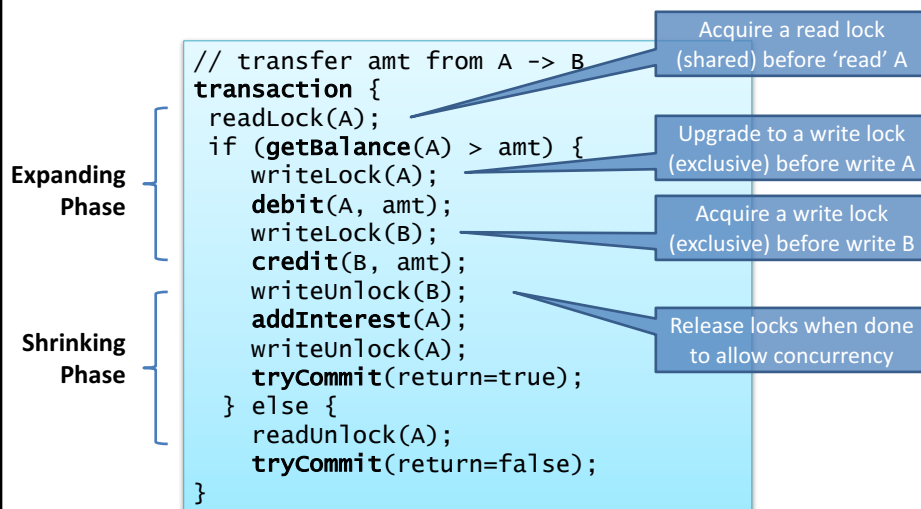 // transfer amt from A -> B
transaction {
readLock(A);
if (getBalance(A) > amt) {
writeLock(A);
debit(A, amt);
writeLock(B);
credit(B, amt);
writeUnlock(B);
addInterest(A);
writeUnlock(A);
tryCommit(return=true);
} else {
readUnlock(A);
tryCommit(return=false);
}
Expanding
Phase
Shrinking
Phase
Acquire a read lock
(shared) before ‘read’ A
Upgrade to a write lock
(exclusive) before write A
Acquire a write lock
(exclusive) before write B
Release locks when done
to allow concurrency